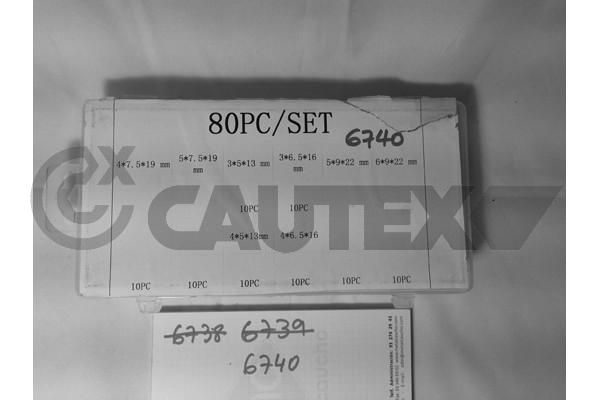 80PC/SET
6740
4*7.5*19 mm
5*7.5*19 mm
3*5*13 mm
3*6.5*16 mm
5*9*22 mm
6*9*22 mm
10PC 10PC
4*5*13mm 4*6.5*16
10PC 10PC 10PC 10PC 10PC 10PC
CAUTEX
6738 6739
6740